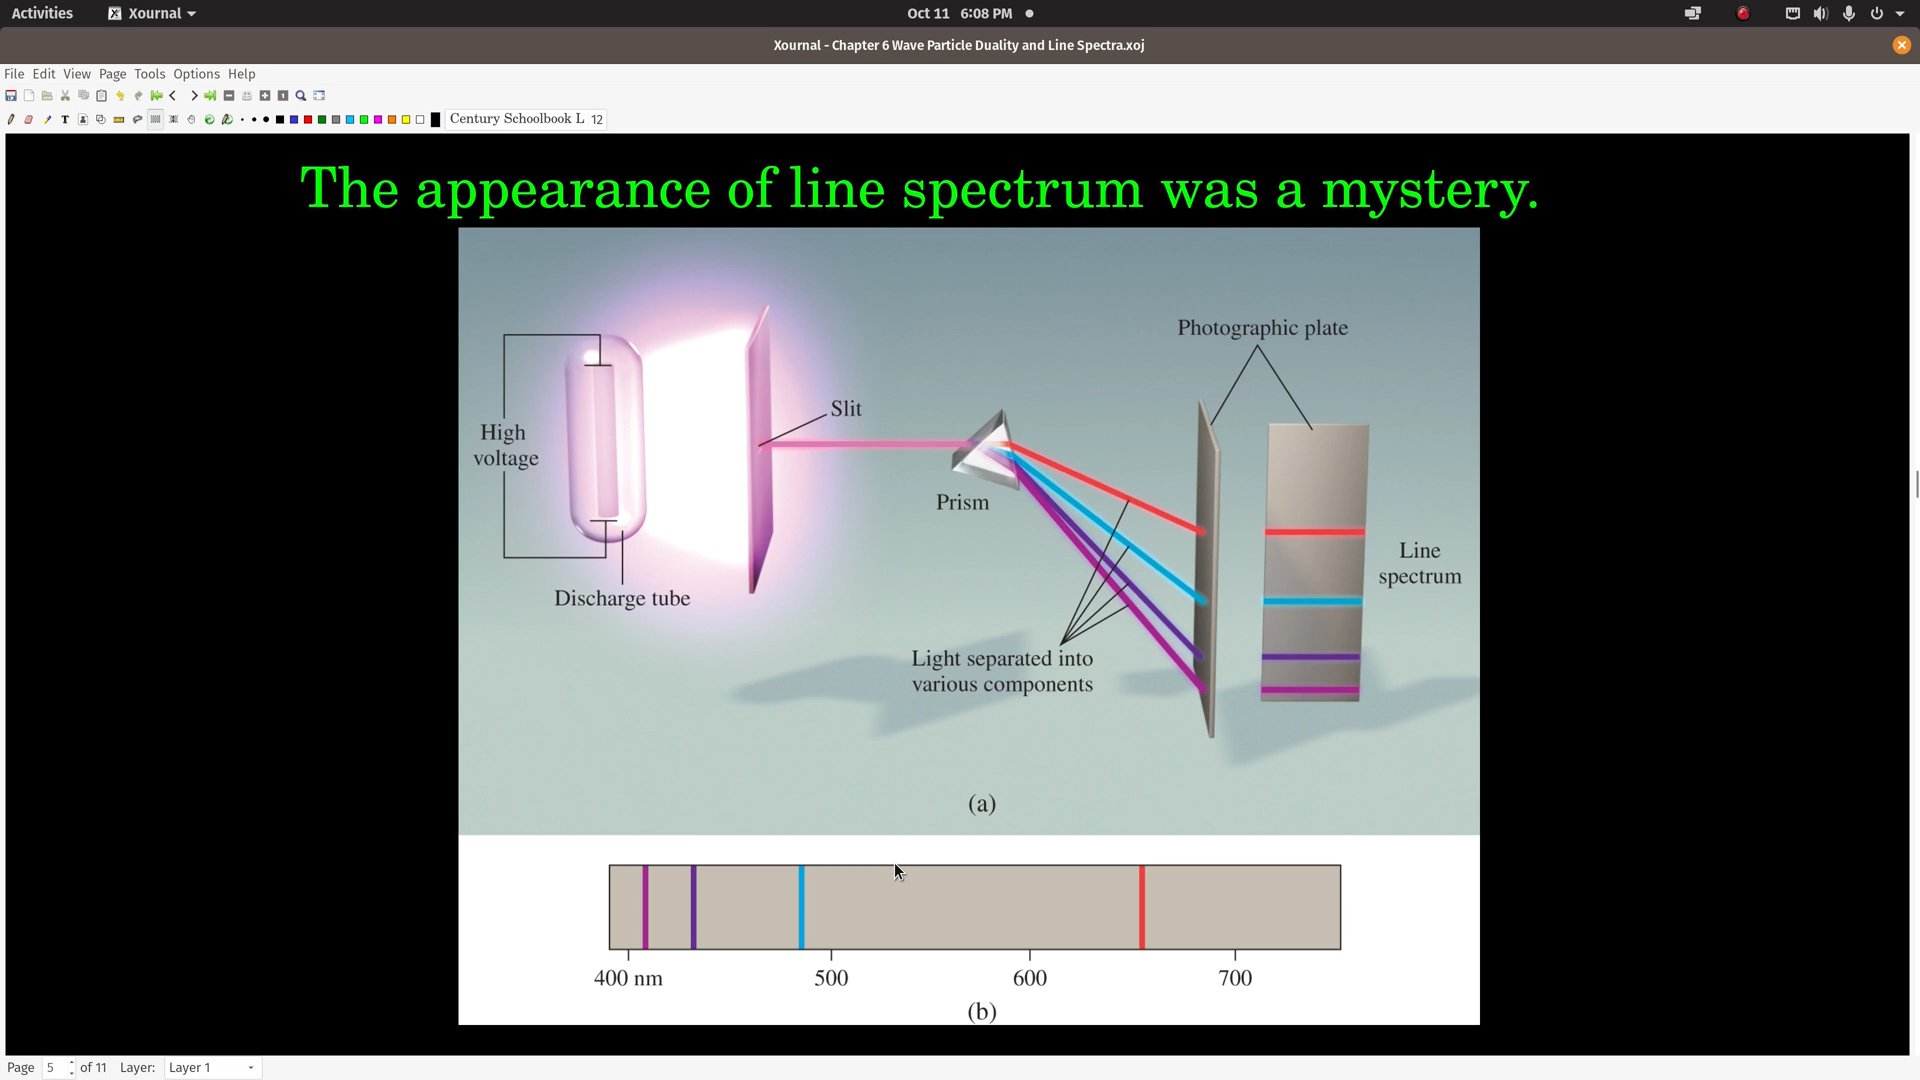 Activities Xournal Oct 11 6:08 PM
Xournal - Chapter 6 Wave Particle Duality and Line Spectra.xoj
File Edit View Page Tools Options Help
Century Schoolbook L 12
The appearance of line spectrum was a mystery.
Photographic plate
Slit
High
voltage
Prism
Line
spectrum
Discharge tube
Light separated into
various components
(a)
400 nm 500 600 700
(b)
Page 5 of 11 Layer: Layer 1